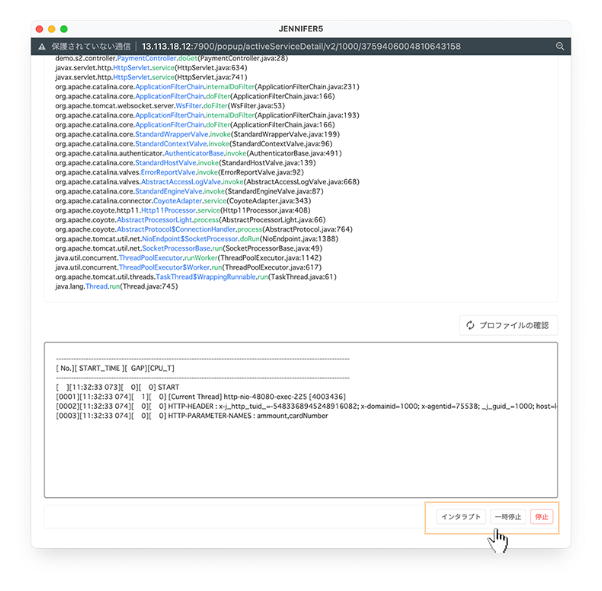 JENNIFER5
保護されていない通信 | 13.113.18.12:7900/popup/activeServiceDetail/v2/1000/3759406004810643158
demo.s2.controller.PaymentController.doGet(PaymentController.java:28)
javax.servlet.http.HttpServlet.service(HttpServlet.java:634)
javax.servlet.http.HttpServlet.service(HttpServlet.java:741)
org.apache.catalina.core.ApplicationFilterChain.internalDoFilter(ApplicationFilterChain.java:231)
org.apache.catalina.core.ApplicationFilterChain.doFilter(ApplicationFilterChain.java:166)
org.apache.tomcat.websocket.server.WsFilter.doFilter(WsFilter.java:53)
org.apache.catalina.core.ApplicationFilterChain.internalDoFilter(ApplicationFilterChain.java:193)
org.apache.catalina.core.ApplicationFilterChain.doFilter(ApplicationFilterChain.java:166)
org.apache.catalina.core.StandardWrapperValve.invoke(StandardWrapperValve.java:199)
org.apache.catalina.core.StandardContextValve.invoke(StandardContextValve.java:96)
org.apache.catalina.authenticator.AuthenticatorBase.invoke(AuthenticatorBase.java:491)
org.apache.catalina.core.StandardHostValve.invoke(StandardHostValve.java:139)
org.apache.catalina.valves.ErrorReportValve.invoke(ErrorReportValve.java:92)
org.apache.catalina.valves.AbstractAccessLogValve.invoke(AbstractAccessLogValve.java:668)
org.apache.catalina.core.StandardEngineValve.invoke(StandardEngineValve.java:87)
org.apache.catalina.connector.CoyoteAdapter.service(CoyoteAdapter.java:343)
org.apache.coyote.http11.Http11Processor.service(Http11Processor.java:408)
org.apache.coyote.AbstractProcessorLight.process(AbstractProcessorLight.java:66)
org.apache.coyote.AbstractProtocol$ConnectionHandler.process(AbstractProtocol.java:764)
org.apache.tomcat.util.net.NioEndpoint$SocketProcessor.doRun(NioEndpoint.java:1388)
org.apache.tomcat.util.net.SocketProcessorBase.run(SocketProcessorBase.java:49)
java.util.concurrent.ThreadPoolExecutor.runWorker(ThreadPoolExecutor.java:1142)
java.util.concurrent.ThreadPoolExecutor$Worker.run(ThreadPoolExecutor.java:617)
org.apache.tomcat.util.threads.TaskThread$WrappingRunnable.run(TaskThread.java:61)
java.lang.Thread.run(Thread.java:745)
プロファイルの確認
[ No.][ START_TIME ][ GAP][CPU_T]
[ ][11:32:33 073][ 0][ 0] START
[0001][11:32:33 074][ 1][ 0] [Current Thread] http-nio-48080-exec-225 [4003436]
[0002][11:32:33 074][ 0][ 0] HTTP-HEADER : x-j_http_tuid_=-5483368945248916082; x-domainid=1000; x-agentid=75538; _j_guid_=1000; host=l
[0003][11:32:33 074][ 0][ 0] HTTP-PARAMETER-NAMES : ammount,cardNumber
インタラプト 一時停止 停止